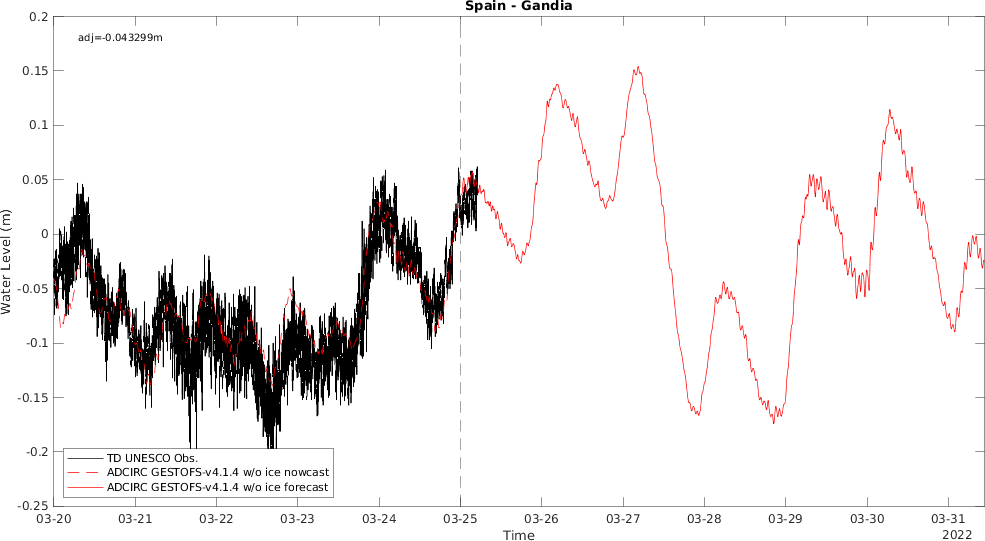 Spain - Gandia
0.2
adj=-0.043299m
0.15
0.1
0.05
0
-0.05
-0.1
-0.15
-0.2
-0.25
Water Level (m)
TD UNESCO Obs.
ADCIRC GESTOFS-v4.1.4 w/o ice nowcast
ADCIRC GESTOFS-v4.1.4 w/o ice forecast
03-20 03-21 03-22 03-23 03-24 03-25 03-26 03-27 03-28 03-29 03-30 03-31
Time
2022